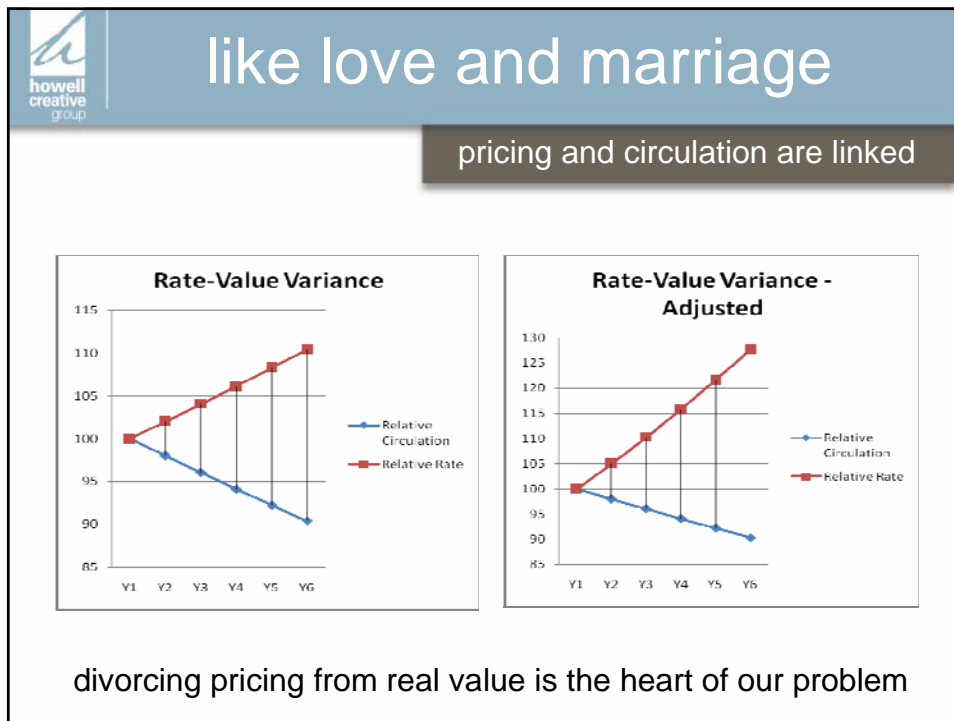 howell
creative
group
like love and marriage
pricing and circulation are linked
Rate-Value Variance
115
110
105
100
95
90
85
Y1 Y2 Y3 Y4 Y5 Y6
Relative
Circulation
Relative Rate
Rate-Value Variance -
Adjusted
130
125
120
115
110
105
100
95
90
85
Y1 Y2 Y3 Y4 Y5 Y6
Relative
Circulation
Relative Rate
divorcing pricing from real value is the heart of our problem